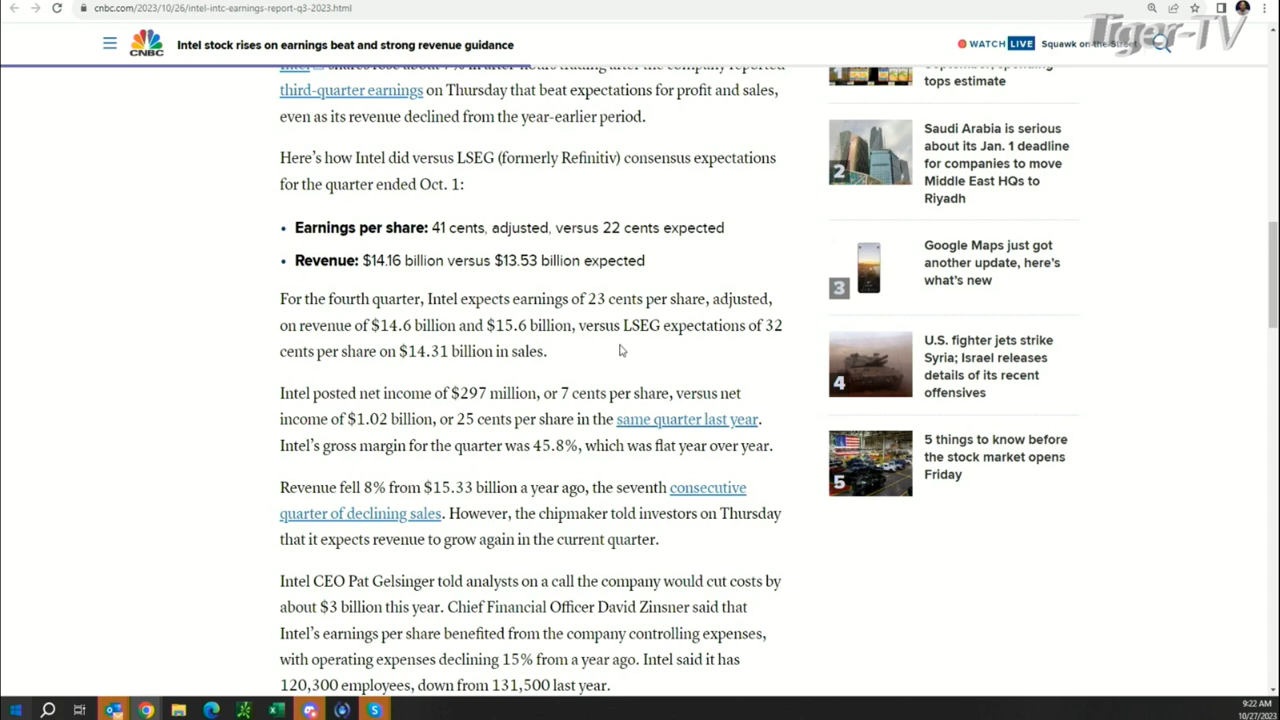 cnbc.com/2023/10/26/intel-intc-earnings-report-q3-2023.html
Tiger-TV
CNBC
Intel stock rises on earnings beat and strong revenue guidance
WATCH LIVE
Squawk on the Street
Intel shares rose about 7% in after-hours trading after the company reported
third-quarter earnings on Thursday that beat expectations for profit and sales,
even as its revenue declined from the year-earlier period.
Here's how Intel did versus LSEG (formerly Refinitiv) consensus expectations
for the quarter ended Oct. 1:
• Earnings per share: 41 cents, adjusted, versus 22 cents expected
• Revenue: $14.16 billion versus $13.53 billion expected
For the fourth quarter, Intel expects earnings of 23 cents per share, adjusted,
on revenue of $14.6 billion and $15.6 billion, versus LSEG expectations of 32
cents per share on $14.31 billion in sales.
Intel posted net income of $297 million, or 7 cents per share, versus net
income of $1.02 billion, or 25 cents per share in the same quarter last year.
Intel's gross margin for the quarter was 45.8%, which was flat year over year.
Revenue fell 8% from $15.33 billion a year ago, the seventh consecutive
quarter of declining sales. However, the chipmaker told investors on Thursday
that it expects revenue to grow again in the current quarter.
Intel CEO Pat Gelsinger told analysts on a call the company would cut costs by
about $3 billion this year. Chief Financial Officer David Zinsner said that
Intel's earnings per share benefited from the company controlling expenses,
with operating expenses declining 15% from a year ago. Intel said it has
120,300 employees, down from 131,500 last year.
1
September, spending
tops estimate
2
Saudi Arabia is serious
about its Jan. 1 deadline
for companies to move
Middle East HQs to
Riyadh
3
Google Maps just got
another update, here's
what's new
4
U.S. fighter jets strike
Syria; Israel releases
details of its recent
offensives
5
5 things to know before
the stock market opens
Friday
9:22 AM
10/27/2023